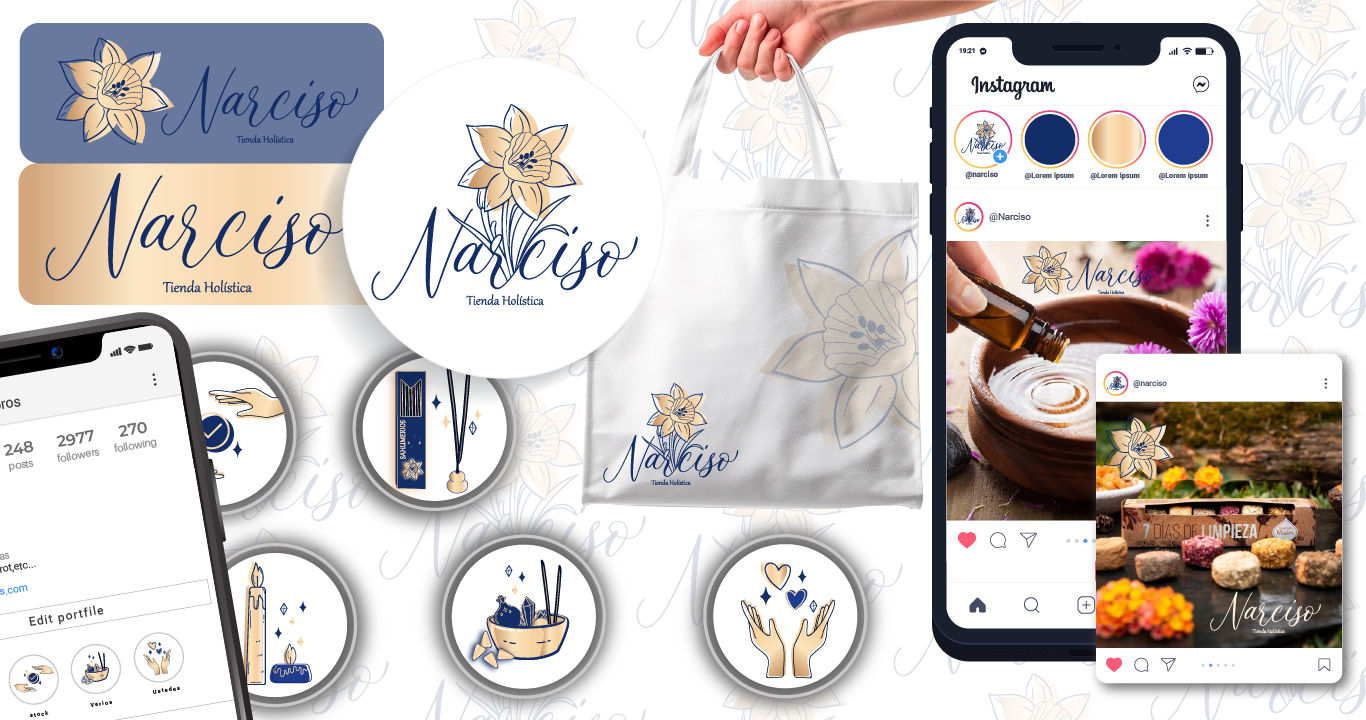 Narciso
Tienda Holística
Narciso
Tienda Holística
Narciso
Tienda Holística
Narciso
Tienda Holística
19:21
Instagram
@narciso
@Lorem ipsum
@Lorem ipsum
@Lorem ipsum
@Narciso
Narciso
Tienda Holística
@narciso
7 DÍAS DE LIMPIEZA
Narciso
Tienda Holística
SAHUMERIOS
248
posts
2977
followers
270
following
rot,etc...
s.com
Edit portfile
stock
Varios
Ustedes